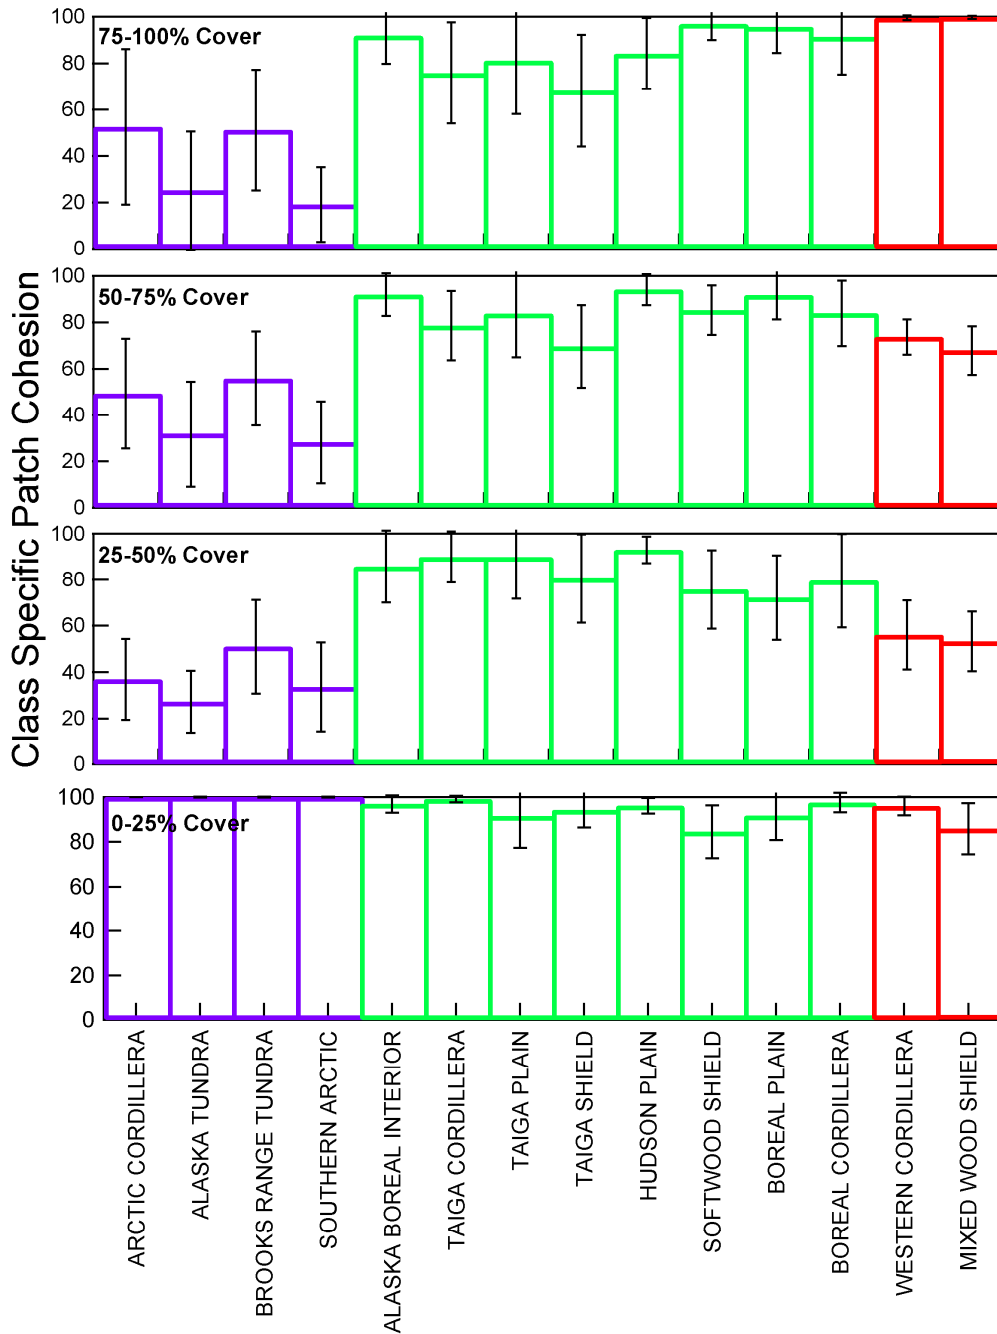 Class Specific Patch Cohesion
75-100% Cover
100
80
60
40
20
0
50-75% Cover
100
80
60
40
20
0
25-50% Cover
100
80
60
40
20
0
0-25% Cover
100
80
60
40
20
0
ARCTIC CORDILLERA
ALASKA TUNDRA
BROOKS RANGE TUNDRA
SOUTHERN ARCTIC
ALASKA BOREAL INTERIOR
TAIGA CORDILLERA
TAIGA PLAIN
TAIGA SHIELD
HUDSON PLAIN
SOFTWOOD SHIELD
BOREAL PLAIN
BOREAL CORDILLERA
WESTERN CORDILLERA
MIXED WOOD SHIELD